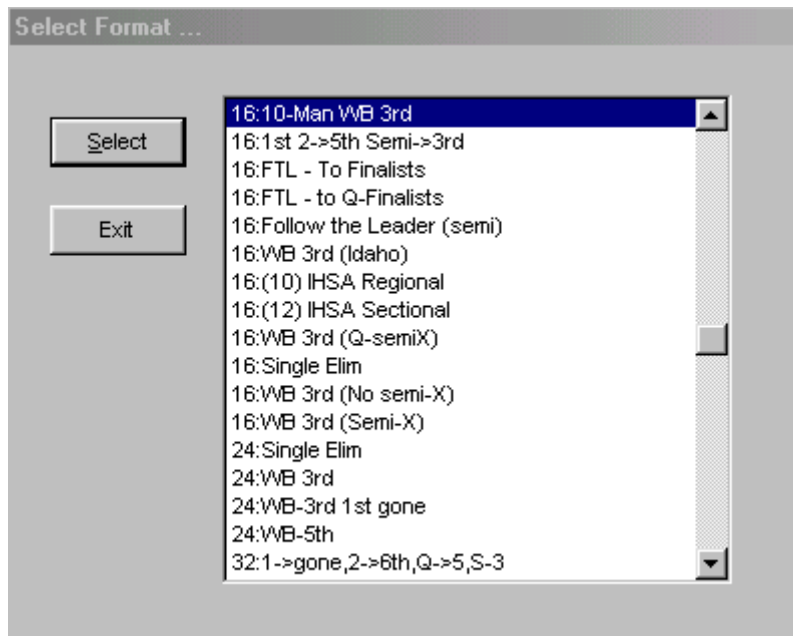 Select Format ...
Select
Exit
16:10-Man WB 3rd
16:1st 2->5th Semi->3rd
16:FTL - To Finalists
16:FTL - to Q-Finalists
16:Follow the Leader (semi)
16:WB 3rd (Idaho)
16:(10) IHSA Regional
16:(12) IHSA Sectional
16:WB 3rd (Q-semiX)
16:Single Elim
16:WB 3rd (No semi-X)
16:WB 3rd (Semi-X)
24:Single Elim
24:WB 3rd
24:WB-3rd 1st gone
24:WB-5th
32:1->gone,2->6th,Q->5,S-3